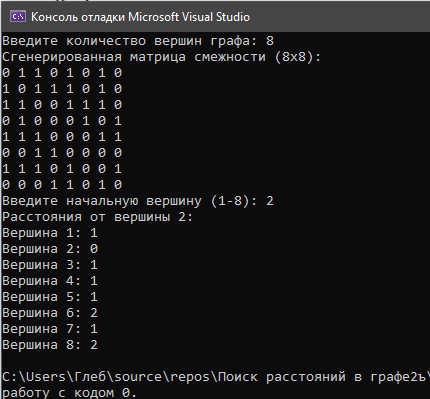 Консоль отладки Microsoft Visual Studio
Введите количество вершин графа: 8
Сгенерированная матрица смежности (8x8):
0 1 1 0 1 0 1 0
1 0 1 1 1 0 1 0
1 1 0 0 1 1 1 0
0 1 0 0 0 1 0 1
1 1 1 0 0 0 1 1
0 0 1 1 0 0 0 0
1 1 1 0 1 0 0 1
0 0 0 1 1 0 1 0
Введите начальную вершину (1-8): 2
Расстояния от вершины 2:
Вершина 1: 1
Вершина 2: 0
Вершина 3: 1
Вершина 4: 1
Вершина 5: 1
Вершина 6: 2
Вершина 7: 1
Вершина 8: 2
C:\Users\Глеб\source\repos\Поиск расстояний в графе2ъ\
работу с кодом 0.